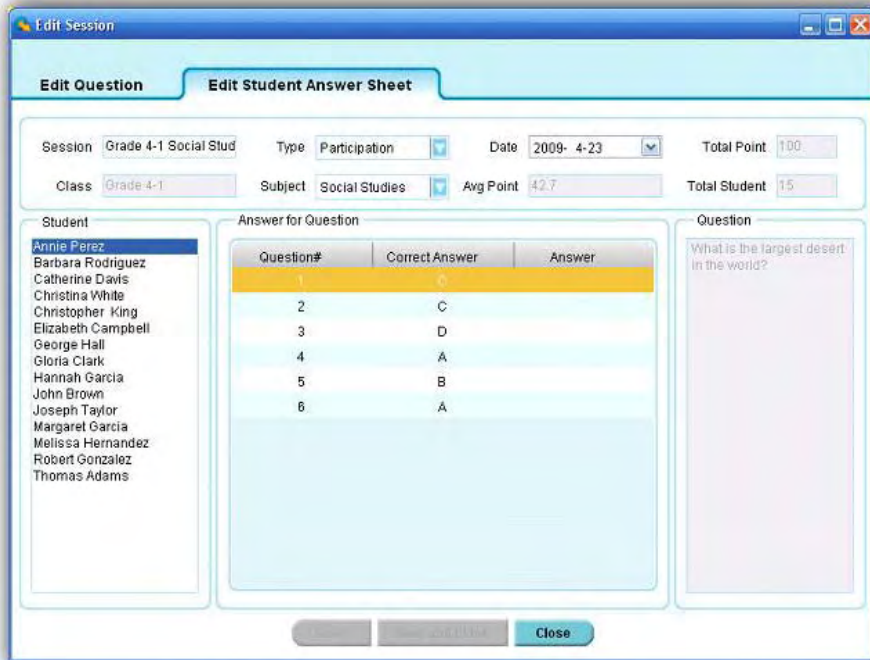 Edit Session
Edit Question Edit Student Answer Sheet
Session Grade 4-1 Social Stud Type Participation Date 2009- 4-23 Total Point 100
Class Grade 4-1 Subject Social Studies Avg Point 42.7 Total Student 15
Student
Annie Perez
Barbara Rodriguez
Catherine Davis
Christina White
Christopher King
Elizabeth Campbell
George Hall
Gloria Clark
Hannah Garcia
John Brown
Joseph Taylor
Margaret Garcia
Melissa Hernandez
Robert Gonzalez
Thomas Adams
Answer for Question
Question# Correct Answer Answer
1
2 C
3 D
4 A
5 B
6 A
Question
What is the largest desert
in the world?
Close